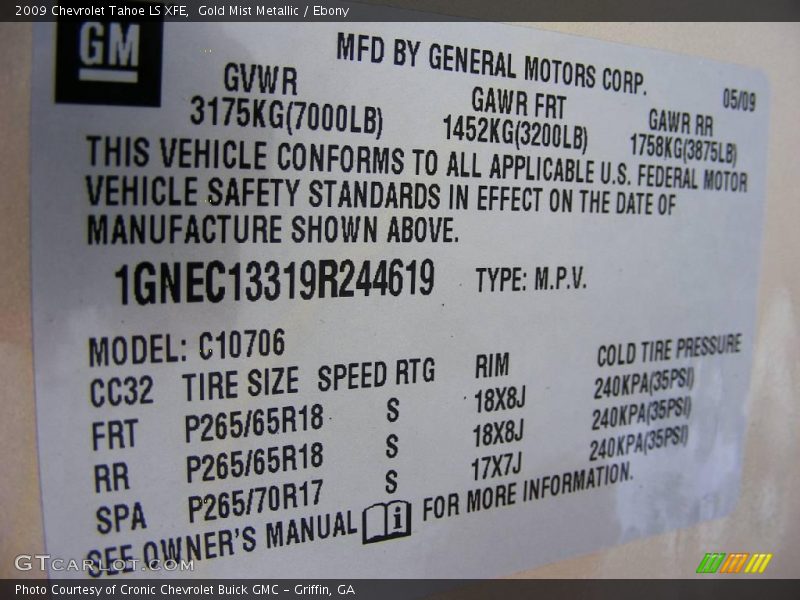 2009 Chevrolet Tahoe LS XFE, Gold Mist Metallic / Ebony
GM
MFD BY GENERAL MOTORS CORP.
05/09
GVWR GAWR FRT GAWR RR
3175KG(7000LB) 1452KG(3200LB) 1758KG(3875LB)
THIS VEHICLE CONFORMS TO ALL APPLICABLE U.S. FEDERAL MOTOR
VEHICLE SAFETY STANDARDS IN EFFECT ON THE DATE OF
MANUFACTURE SHOWN ABOVE.
1GNEC13319R244619 TYPE: M.P.V.
MODEL: C10706
CC32 TIRE SIZE SPEED RTG RIM COLD TIRE PRESSURE
FRT P265/65R18 S 18X8J 240KPA(35PSI)
RR P265/65R18 S 18X8J 240KPA(35PSI)
SPA P265/70R17 S 17X7J 240KPA(35PSI)
SEE OWNER'S MANUAL i FOR MORE INFORMATION.
GTCARLOT.COM
Photo Courtesy of Cronic Chevrolet Buick GMC - Griffin, GA